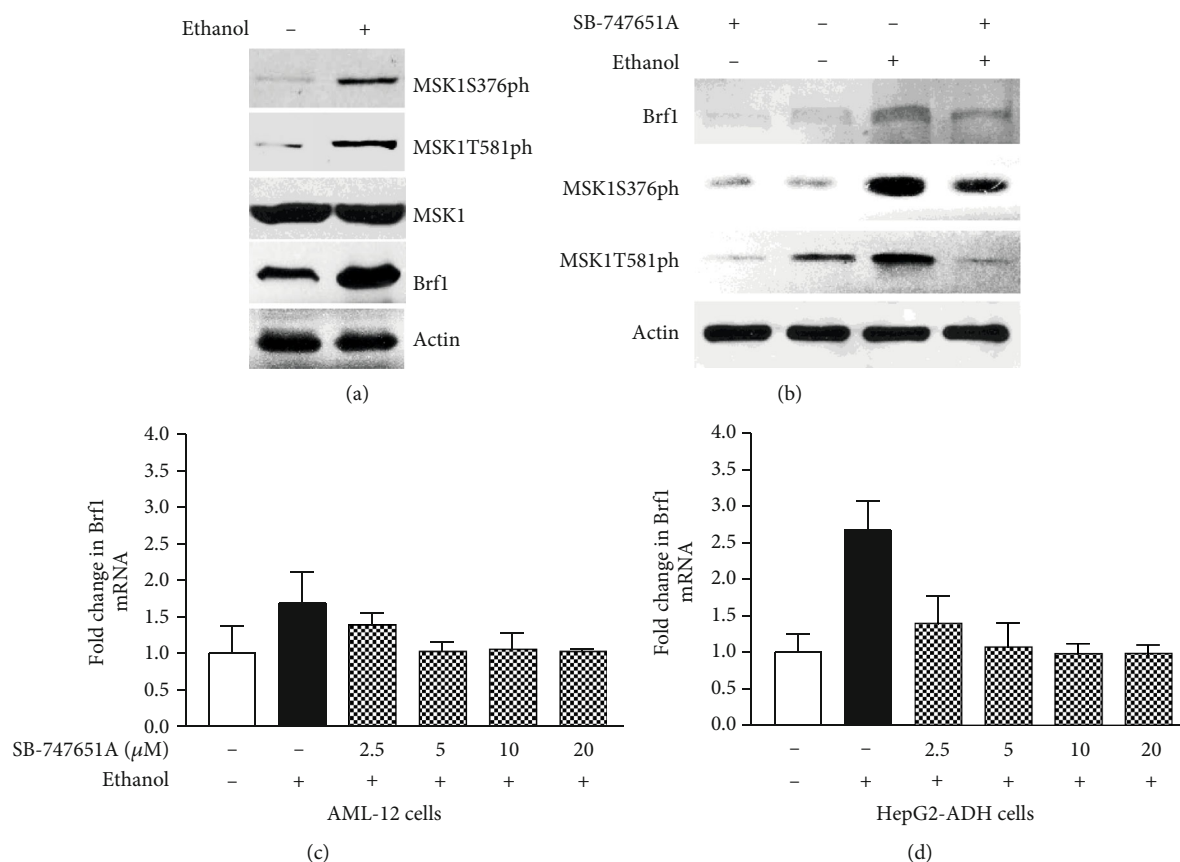 Ethanol – +
MSK1S376ph
MSK1T581ph
MSK1
Brf1
Actin
(a)
SB-747651A + – – +
Ethanol – – + +
Brf1
MSK1S376ph
MSK1T581ph
Actin
(b)
4.0
3.5
3.0
2.5
2.0
1.5
1.0
0.5
0.0
Fold change in Brf1
mRNA
SB-747651A (μM) – – 2.5 5 10 20
Ethanol – + + + + +
AML-12 cells
(c)
4.0
3.5
3.0
2.5
2.0
1.5
1.0
0.5
0.0
Fold change in Brf1
mRNA
– – 2.5 5 10 20
– + + + + +
HepG2-ADH cells
(d)